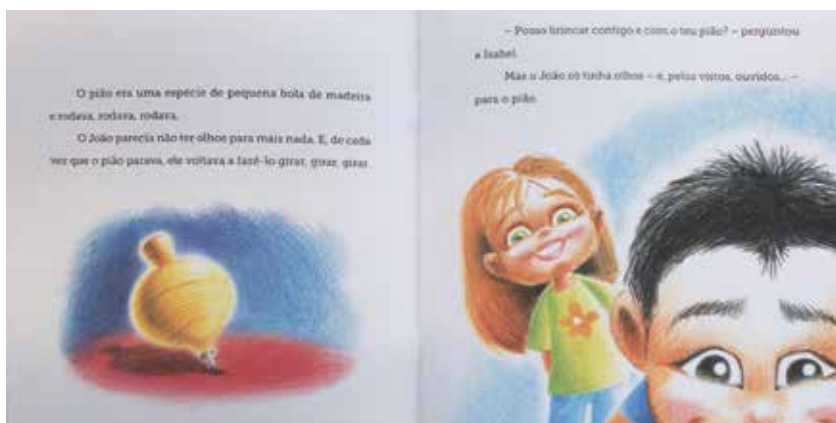 O pião era uma espécie de pequena bola de madeira
e rodava, rodava, rodava.
O João parecia não ter olhos para mais nada. E, de cada
vez que o pião parava, ele voltava a fazê-lo girar, girar, girar.
– Posso brincar contigo e com o teu pião? – perguntou
a Isabel.
Mas o João só tinha olhos – e, pelos vistos, ouvidos... –
para o pião.